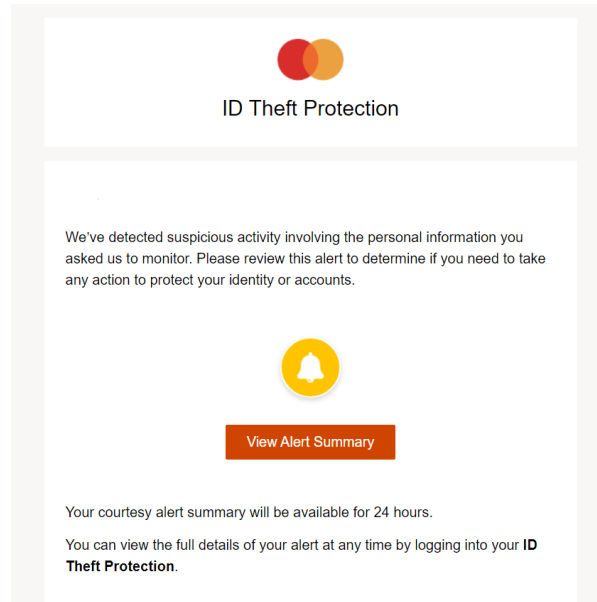 ID Theft Protection
We've detected suspicious activity involving the personal information you
asked us to monitor. Please review this alert to determine if you need to take
any action to protect your identity or accounts.
View Alert Summary
Your courtesy alert summary will be available for 24 hours.
You can view the full details of your alert at any time by logging into your ID
Theft Protection.